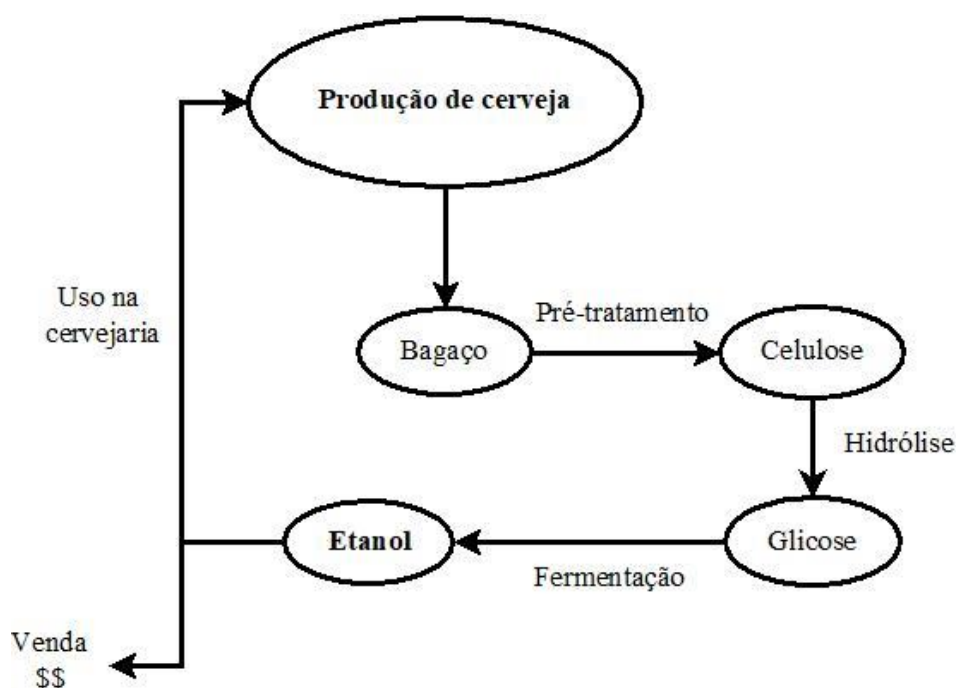 Produção de cerveja
Uso na
cervejaria
Bagaço
Pré-tratamento
Celulose
Hidrólise
Glicose
Fermentação
Etanol
Venda
$$